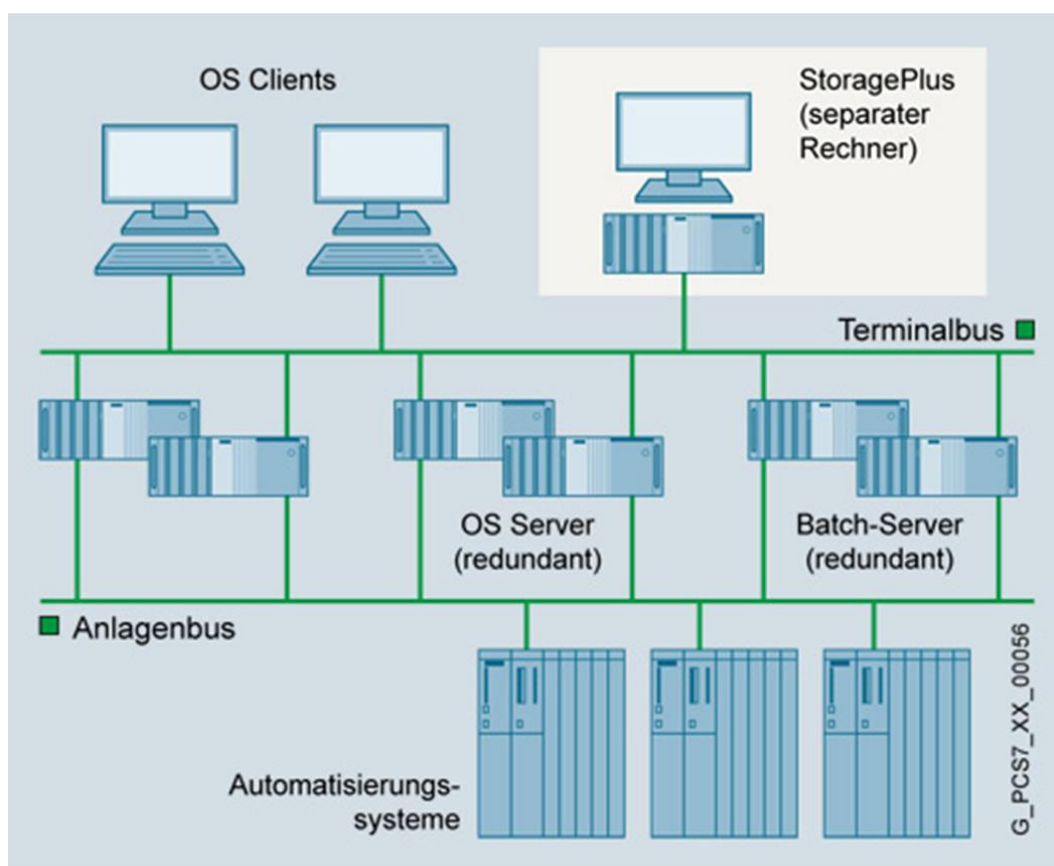 OS Clients
StoragePlus
(separater
Rechner)
Terminalbus
OS Server
(redundant)
Batch-Server
(redundant)
Anlagenbus
Automatisierungs-
systeme
G_PCS7_XX_00056